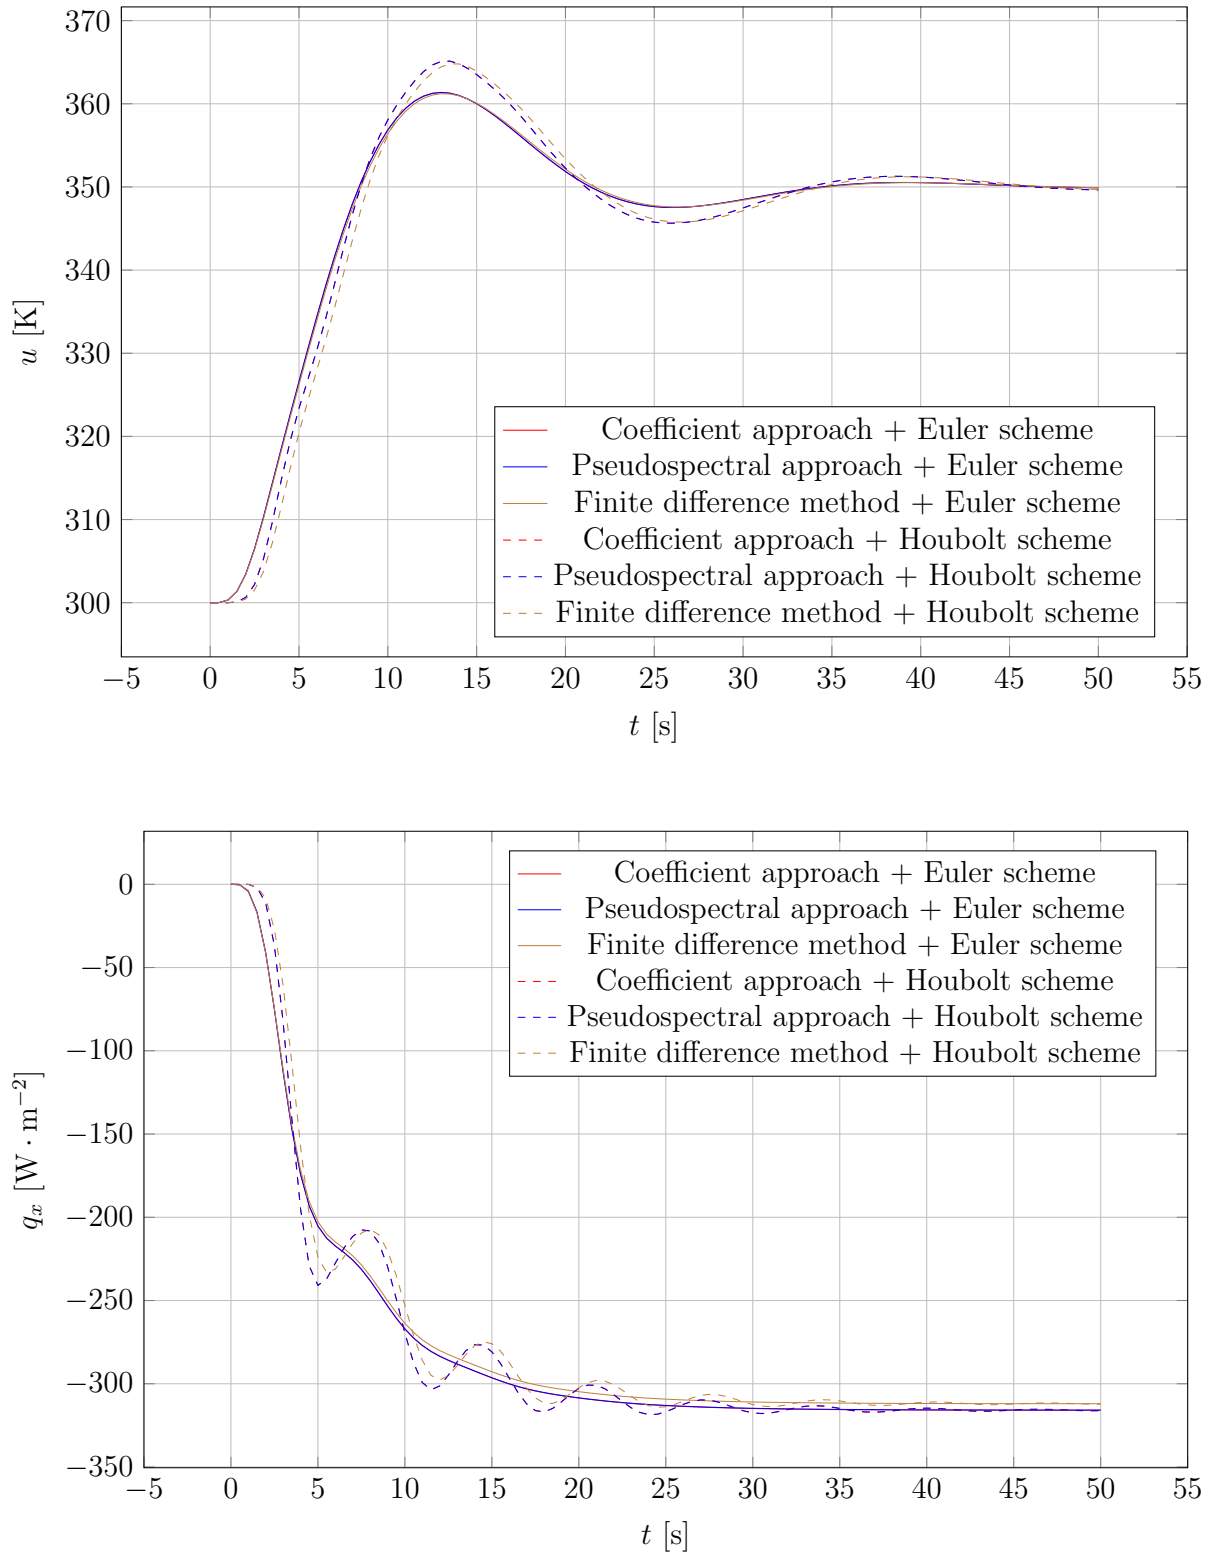 370
360
350
340
330
320
310
300
u [K]
Coefficient approach + Euler scheme
Pseudospectral approach + Euler scheme
Finite difference method + Euler scheme
Coefficient approach + Houbolt scheme
Pseudospectral approach + Houbolt scheme
Finite difference method + Houbolt scheme
−5 0 5 10 15 20 25 30 35 40 45 50 55
t [s]
0
−50
−100
−150
−200
−250
−300
−350
qₓ [W · m⁻²]
Coefficient approach + Euler scheme
Pseudospectral approach + Euler scheme
Finite difference method + Euler scheme
Coefficient approach + Houbolt scheme
Pseudospectral approach + Houbolt scheme
Finite difference method + Houbolt scheme
−5 0 5 10 15 20 25 30 35 40 45 50 55
t [s]